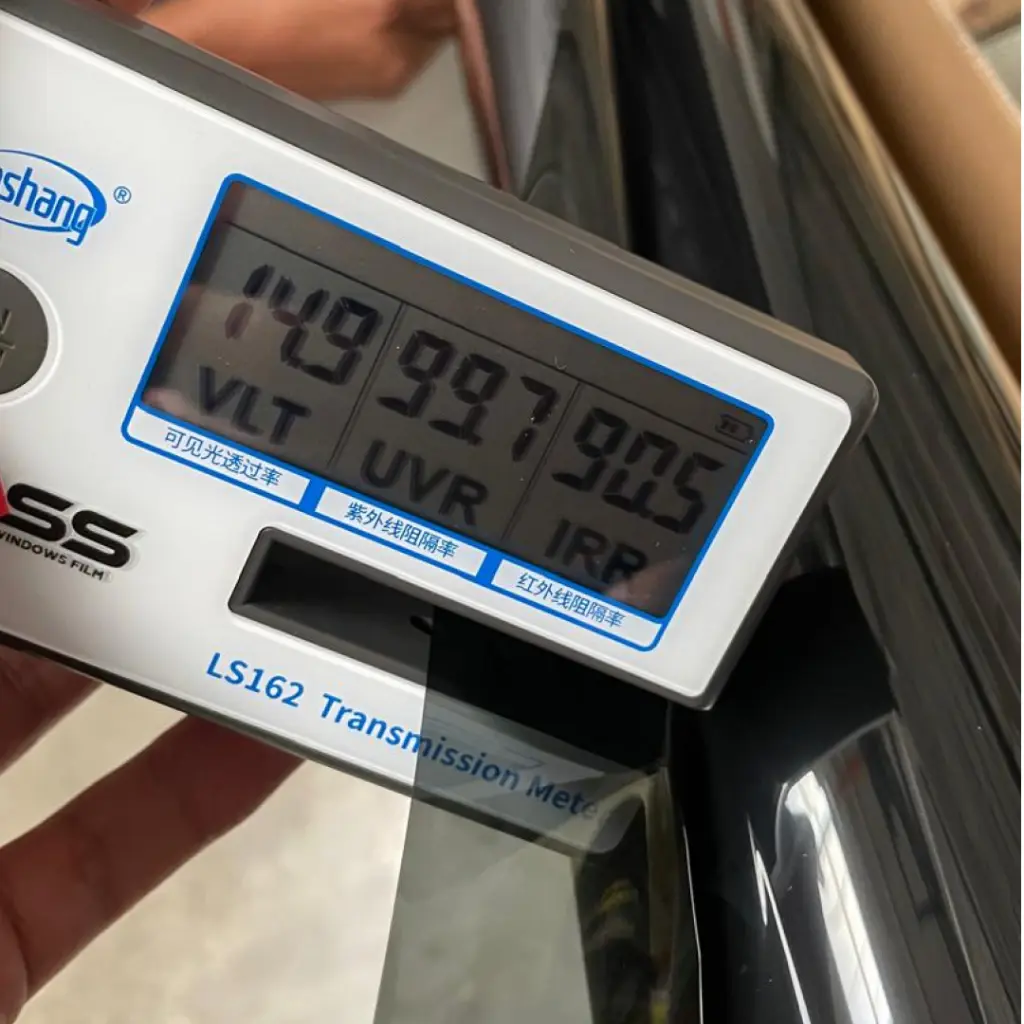 shang®
14.9 99.7 90.5
VLT UVR IRR
可见光透过率 紫外线阻隔率 红外线阻隔率
SS
WINDOWS FILM
LS162 Transmission Mete